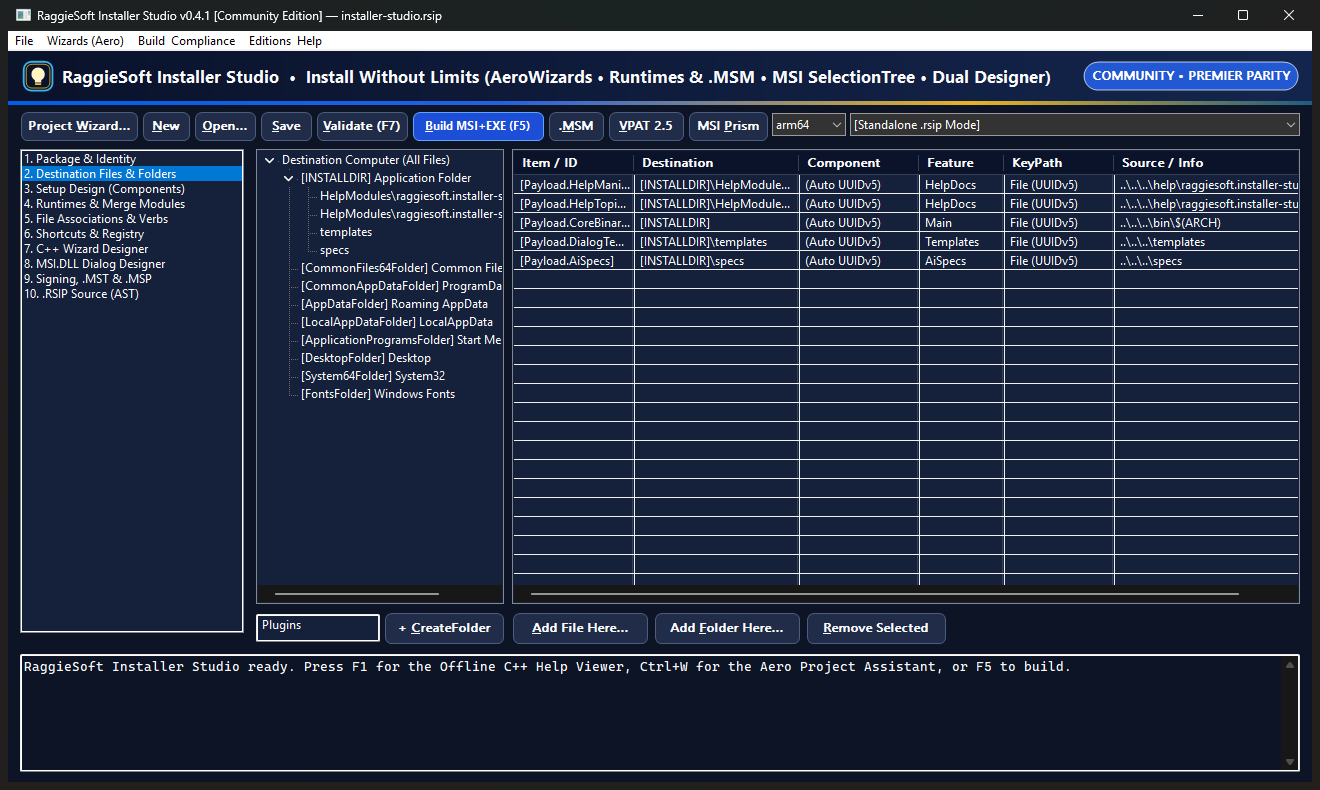 RaggieSoft Installer Studio v0.4.1 [Community Edition] — installer-studio.rsip
File Wizards (Aero) Build Compliance Editions Help
RaggieSoft Installer Studio • Install Without Limits (AeroWizards • Runtimes & .MSM • MSI SelectionTree • Dual Designer)
COMMUNITY • PREMIER PARITY
Project Wizard... New Open... Save Validate (F7) Build MSI+EXE (F5) .MSM VPAT 2.5 MSI Prism arm64 [Standalone .rsip Mode]
1. Package & Identity
2. Destination Files & Folders
3. Setup Design (Components)
4. Runtimes & Merge Modules
5. File Associations & Verbs
6. Shortcuts & Registry
7. C++ Wizard Designer
8. MSI.DLL Dialog Designer
9. Signing, .MST & .MSP
10. .RSIP Source (AST)
Destination Computer (All Files)
[INSTALLDIR] Application Folder
HelpModules\raggiesoft.installer-s
HelpModules\raggiesoft.installer-s
templates
specs
[CommonFiles64Folder] Common File
[CommonAppDataFolder] ProgramDa
[AppDataFolder] Roaming AppData
[LocalAppDataFolder] LocalAppData
[ApplicationProgramsFolder] Start Me
[DesktopFolder] Desktop
[System64Folder] System32
[FontsFolder] Windows Fonts
Item / ID Destination Component Feature KeyPath Source / Info
[Payload.HelpMani... [INSTALLDIR]\HelpModule... (Auto UUIDv5) HelpDocs File (UUIDv5) ..\..\..\help\raggiesoft.installer-stu
[Payload.HelpTopi... [INSTALLDIR]\HelpModule... (Auto UUIDv5) HelpDocs File (UUIDv5) ..\..\..\help\raggiesoft.installer-stu
[Payload.CoreBinar... [INSTALLDIR] (Auto UUIDv5) Main File (UUIDv5) ..\..\..\bin\$(ARCH)
[Payload.DialogTe... [INSTALLDIR]\templates (Auto UUIDv5) Templates File (UUIDv5) ..\..\..\templates
[Payload.AiSpecs] [INSTALLDIR]\specs (Auto UUIDv5) AiSpecs File (UUIDv5) ..\..\..\specs
Plugins + CreateFolder Add File Here... Add Folder Here... Remove Selected
RaggieSoft Installer Studio ready. Press F1 for the Offline C++ Help Viewer, Ctrl+W for the Aero Project Assistant, or F5 to build.